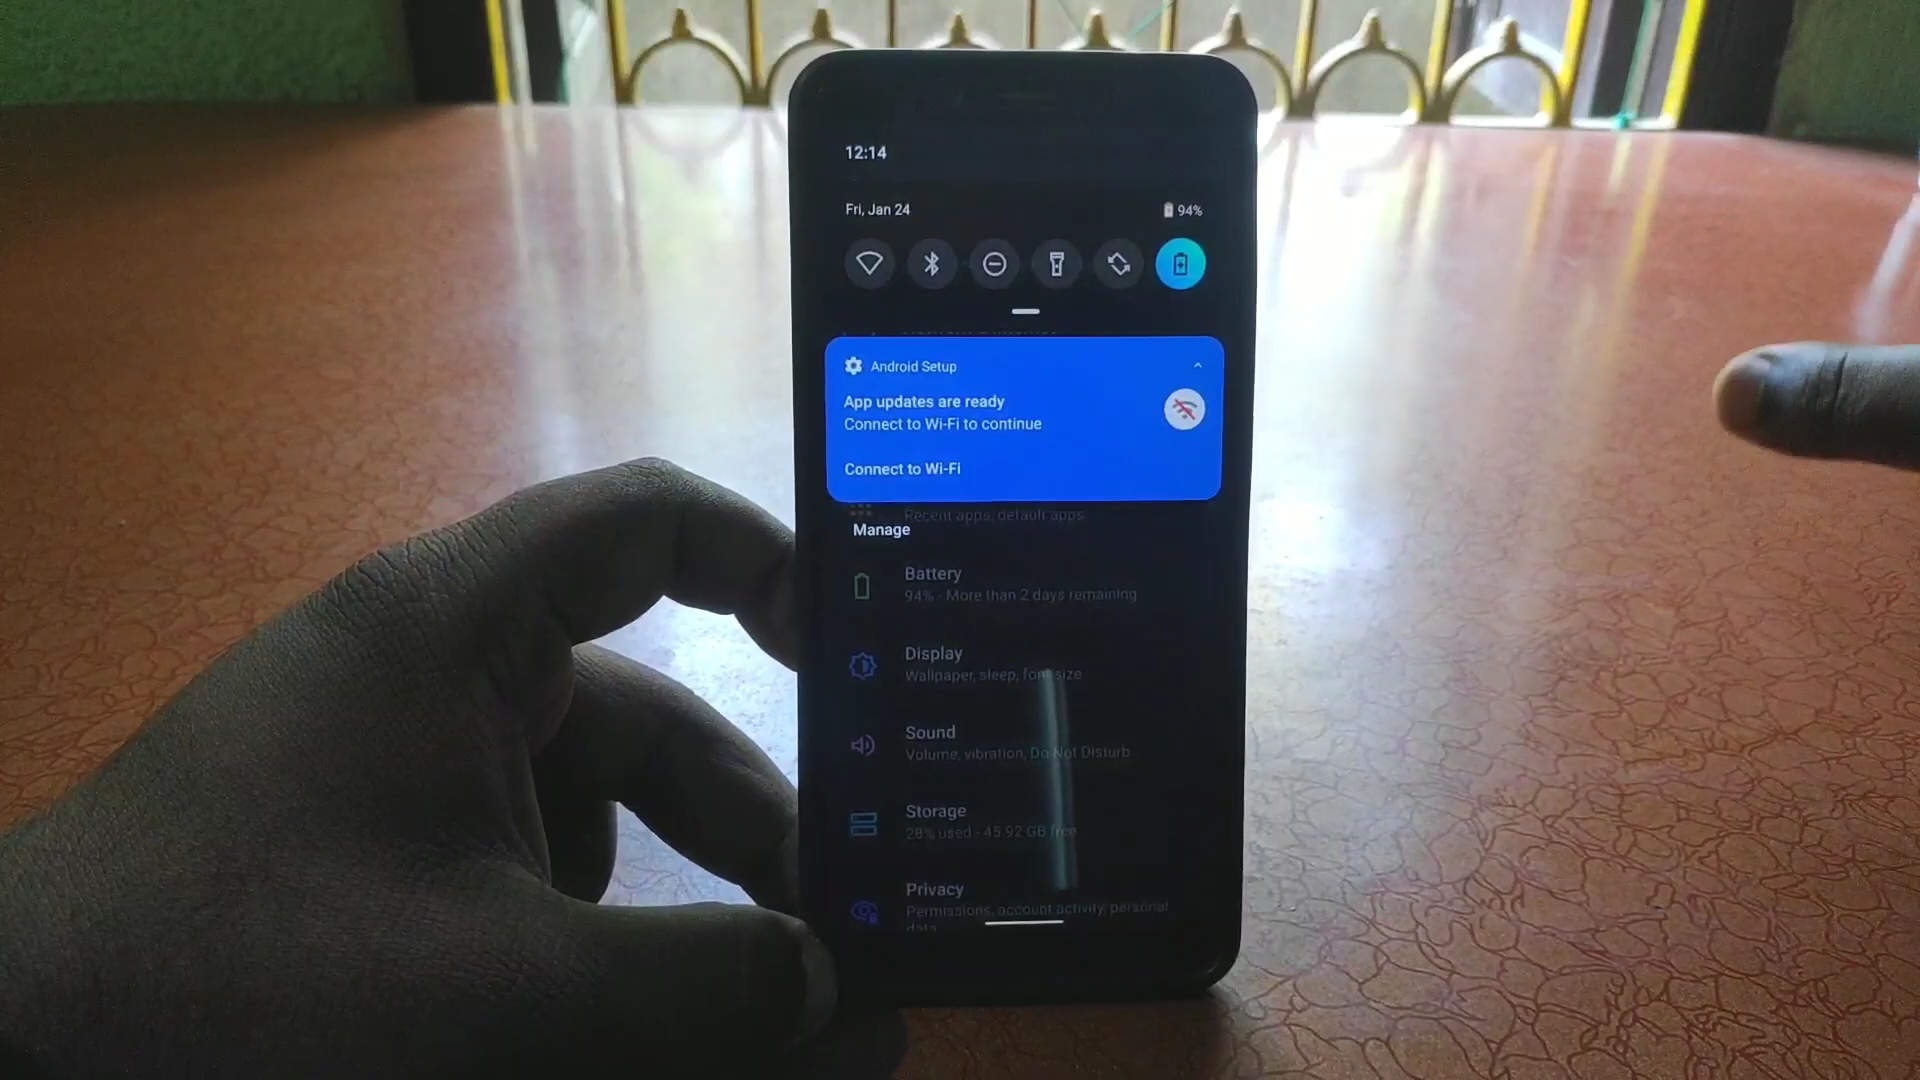 12:14
Fri, Jan 24
94%
Android Setup
App updates are ready
Connect to Wi-Fi to continue
Connect to Wi-Fi
Recent apps, default apps
Manage
Battery
94% - More than 2 days remaining
Display
Wallpaper, sleep, font size
Sound
Volume, vibration, Do Not Disturb
Storage
28% used - 45.92 GB free
Privacy
Permissions, account activity, personal
data